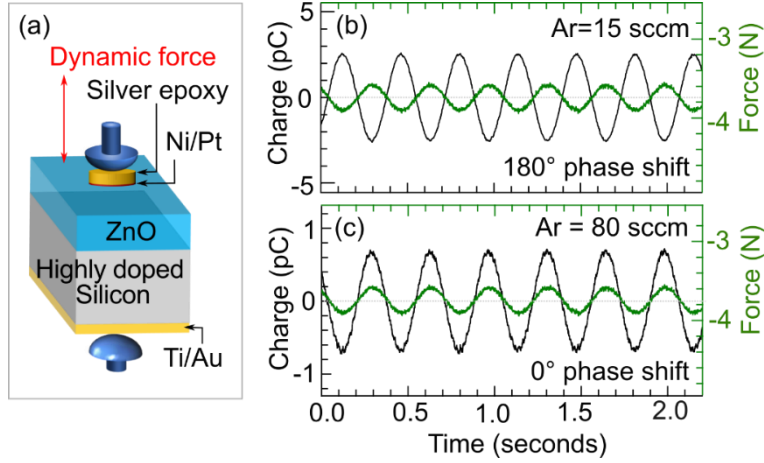 (a)
Dynamic force
Silver epoxy
Ni/Pt
ZnO
Highly doped
Silicon
Ti/Au
(b)
Ar=15 sccm
180° phase shift
Charge (pC)
5
0
-5
Force (N)
-3
-4
(c)
Ar = 80 sccm
0° phase shift
Charge (pC)
1
0
-1
Force (N)
-3
-4
0.0 0.5 1.0 1.5 2.0
Time (seconds)